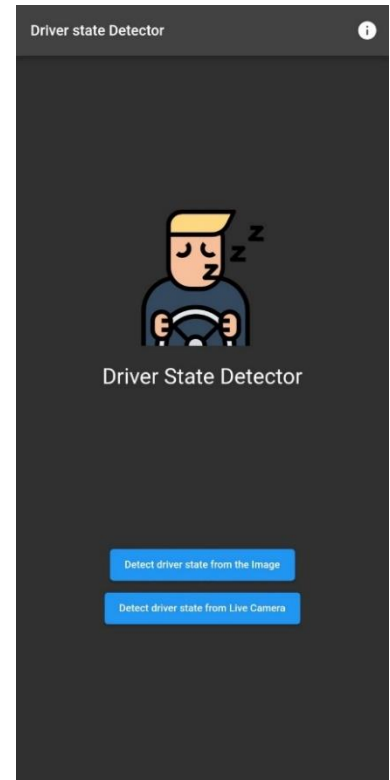 Driver state Detector
z
z
z
Driver State Detector
Detect driver state from the Image
Detect driver state from Live Camera